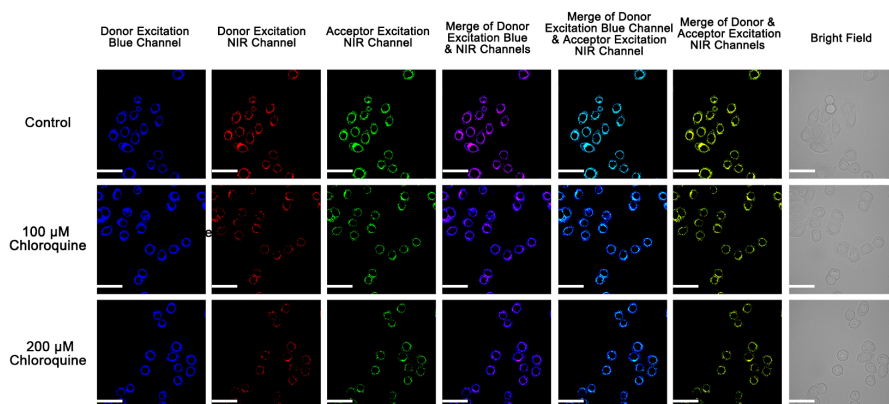 Donor Excitation
Blue Channel
Donor Excitation
NIR Channel
Acceptor Excitation
NIR Channel
Merge of Donor
Excitation Blue
& NIR Channels
Merge of Donor
Excitation Blue Channel
& Acceptor Excitation
NIR Channel
Merge of Donor &
Acceptor Excitation
NIR Channels
Bright Field
Control
100 µM
Chloroquine
e
200 µM
Chloroquine